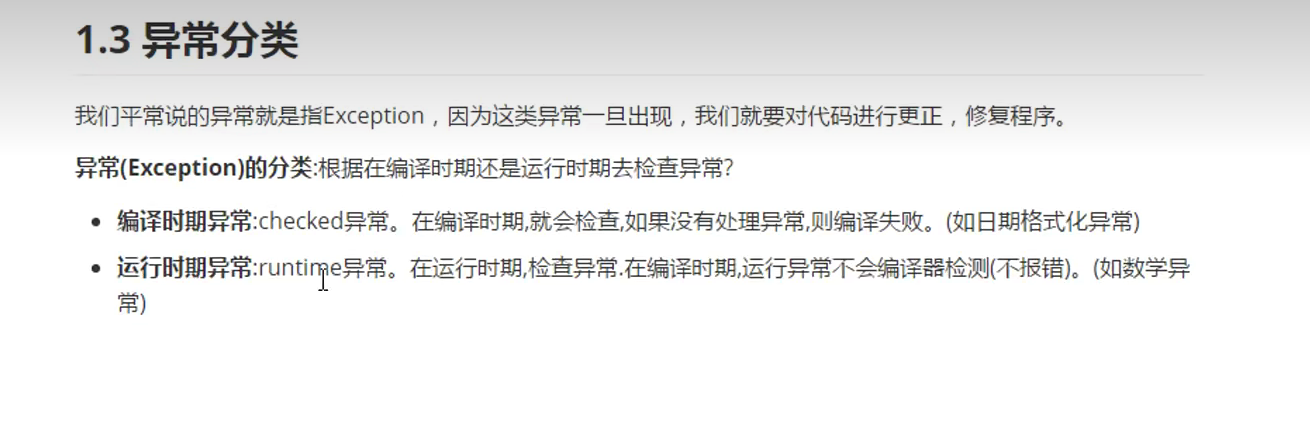 1.3 异常分类
我们平常说的异常就是指Exception，因为这类异常一旦出现，我们就要对代码进行更正，修复程序。
异常(Exception)的分类:根据在编译时期还是运行时期去检查异常?
• 编译时期异常:checked异常。在编译时期,就会检查,如果没有处理异常,则编译失败。(如日期格式化异常)
• 运行时期异常:runtime异常。在运行时期,检查异常.在编译时期,运行异常不会编译器检测(不报错)。(如数学异
常)